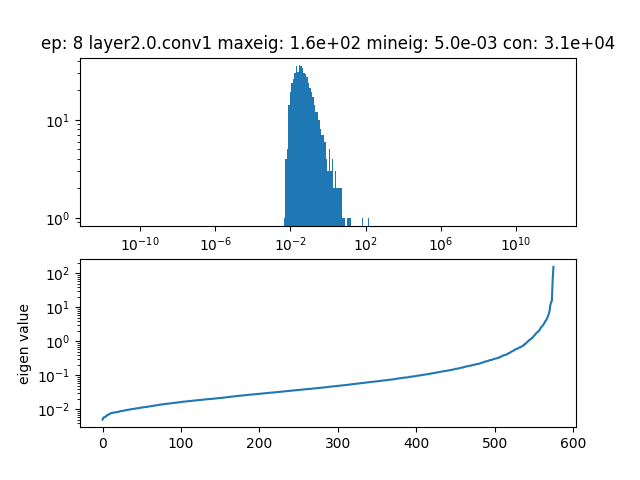 ep: 8 layer2.0.conv1 maxeig: 1.6e+02 mineig: 5.0e-03 con: 3.1e+04
10¹
10⁰
10⁻¹⁰ 10⁻⁶ 10⁻² 10² 10⁶ 10¹⁰
eigen value
10²
10¹
10⁰
10⁻¹
10⁻²
0 100 200 300 400 500 600